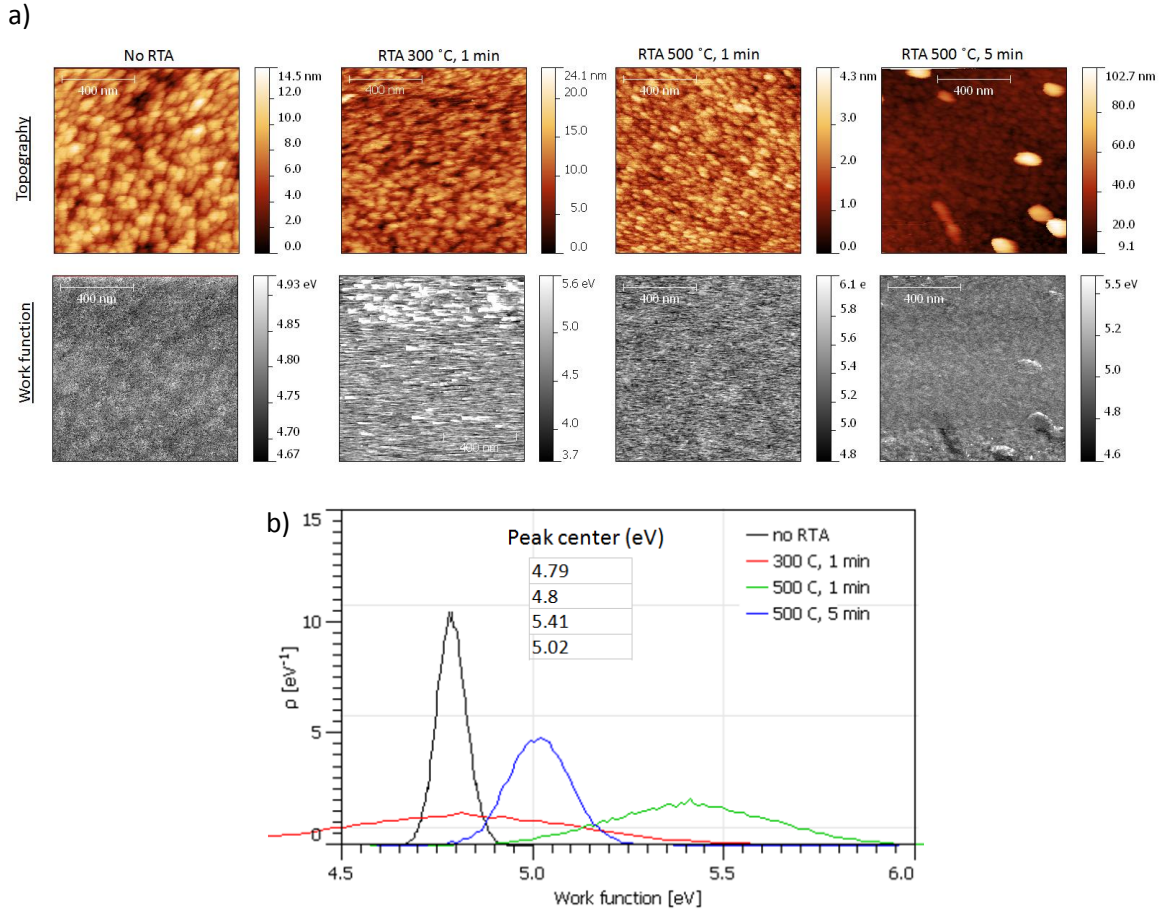 a)
No RTA
RTA 300 ˚C, 1 min
RTA 500 ˚C, 1 min
RTA 500 ˚C, 5 min
Topography
400 nm
14.5 nm
12.0
10.0
8.0
6.0
4.0
2.0
0.0
400 nm
24.1 nm
20.0
15.0
10.0
5.0
0.0
400 nm
4.3 nm
3.0
2.0
1.0
0.0
400 nm
102.7 nm
80.0
60.0
40.0
20.0
9.1
Work function
400 nm
4.93 eV
4.85
4.80
4.75
4.70
4.67
400 nm
5.6 eV
5.0
4.5
4.0
3.7
400 nm
6.1 e
5.8
5.6
5.4
5.2
5.0
4.8
400 nm
5.5 eV
5.2
5.0
4.8
4.6
b)
Peak center (eV)
4.79
4.8
5.41
5.02
no RTA
300 C, 1 min
500 C, 1 min
500 C, 5 min
15
10
5
0
ρ [eV⁻¹]
4.5
5.0
5.5
6.0
Work function [eV]